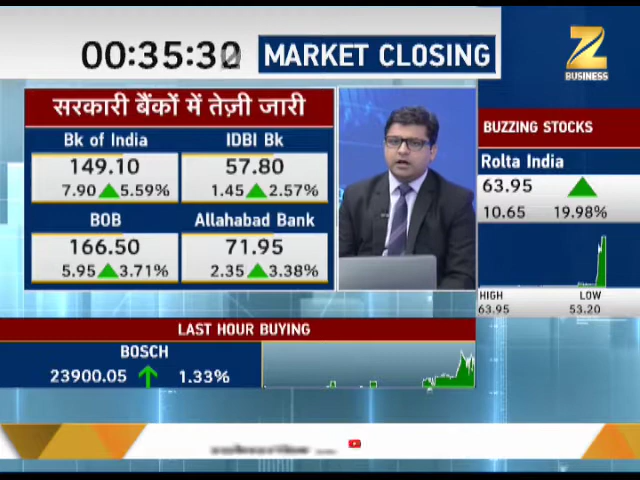 00:35:30
MARKET CLOSING
Z
BUSINESS
सरकारी बैंकों में तेज़ी जारी
Bk of India
149.10
7.90 5.59%
IDBI Bk
57.80
1.45 2.57%
BOB
166.50
5.95 3.71%
Allahabad Bank
71.95
2.35 3.38%
BUZZING STOCKS
Rolta India
63.95
10.65 19.98%
HIGH LOW
63.95 53.20
LAST HOUR BUYING
BOSCH
23900.05 1.33%